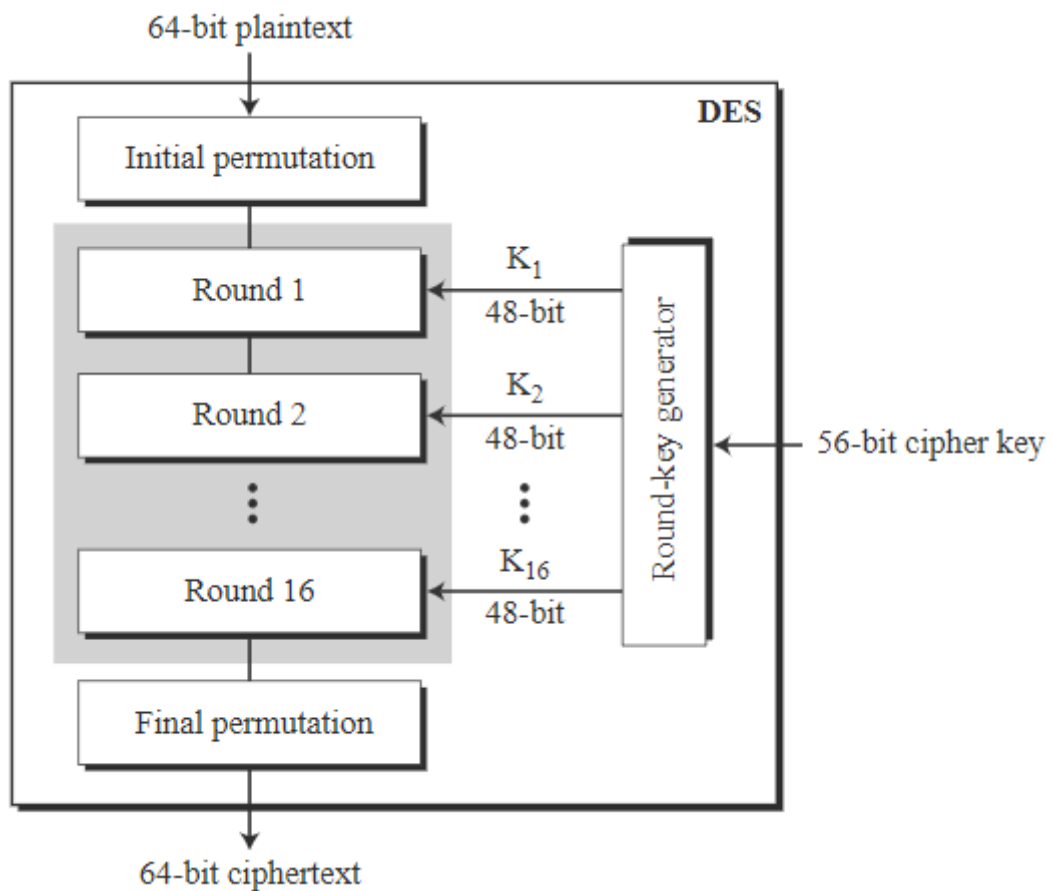 64-bit plaintext
DES
Initial permutation
Round 1
K1
48-bit
Round 2
K2
48-bit
Round-key generator
56-bit cipher key
Round 16
K16
48-bit
Final permutation
64-bit ciphertext